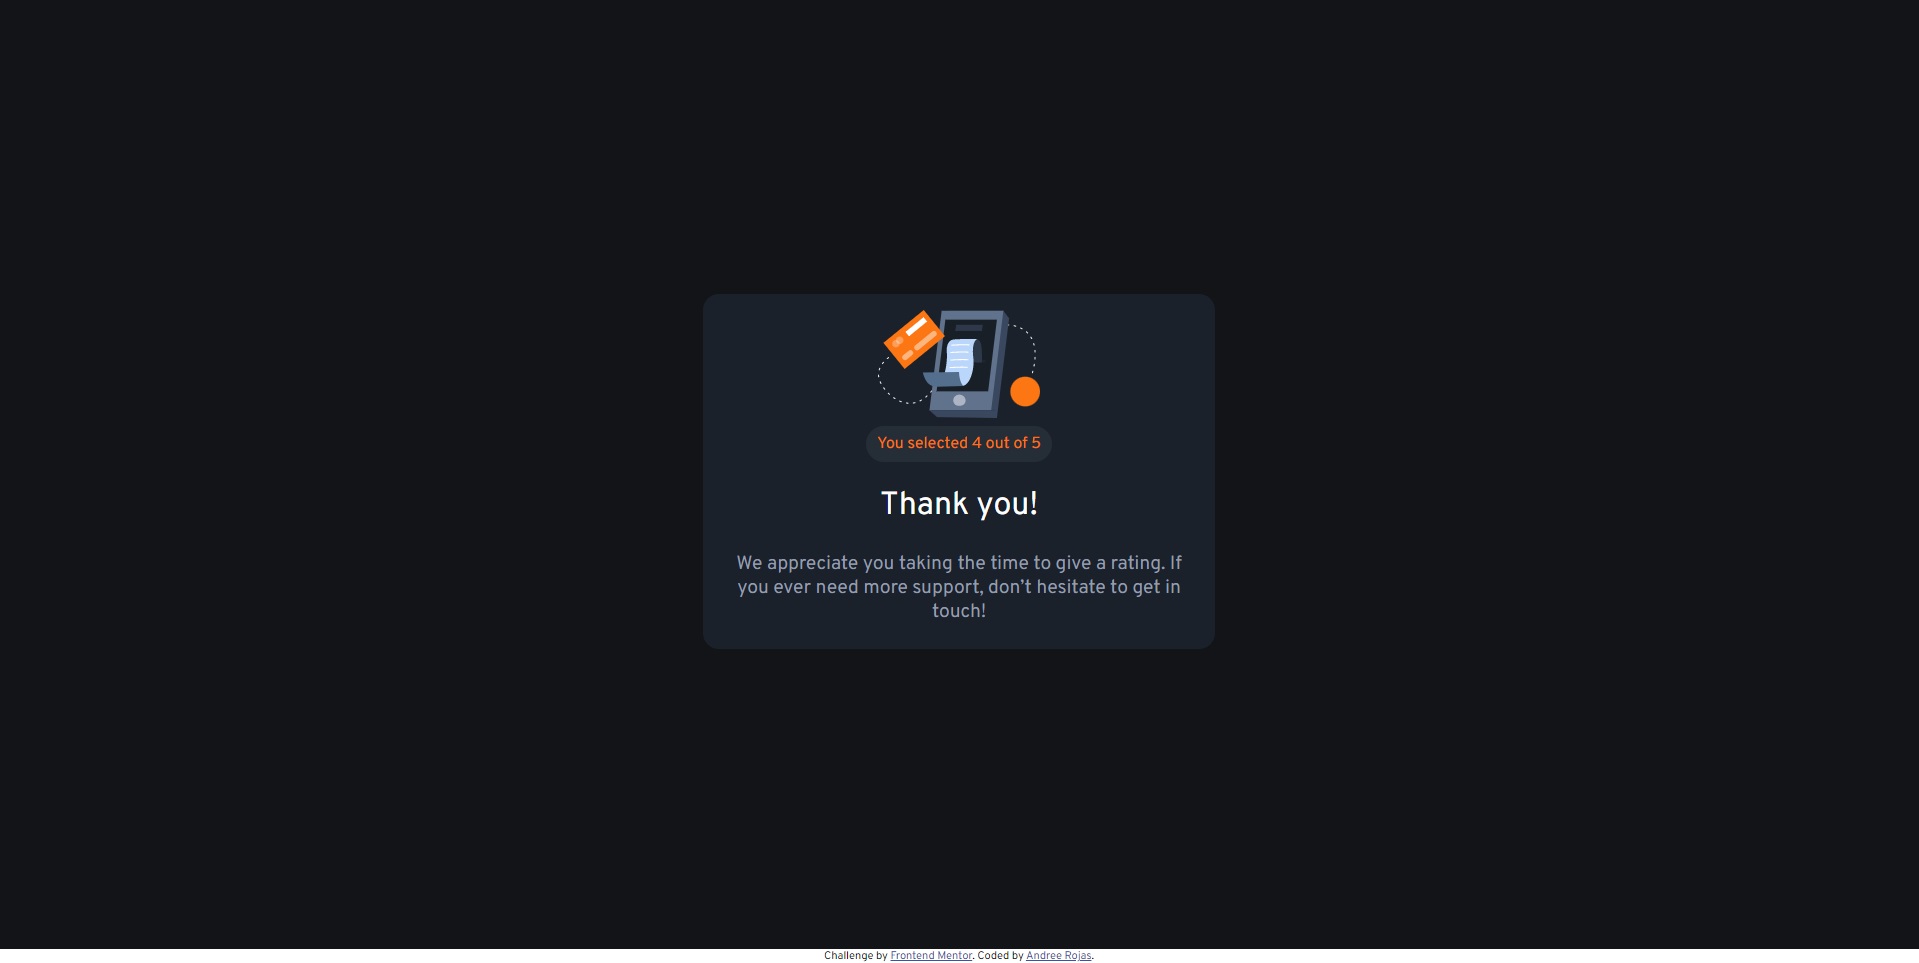 You selected 4 out of 5
Thank you!
We appreciate you taking the time to give a rating. If
you ever need more support, don’t hesitate to get in
touch!
Challenge by Frontend Mentor. Coded by Andree Rojas.